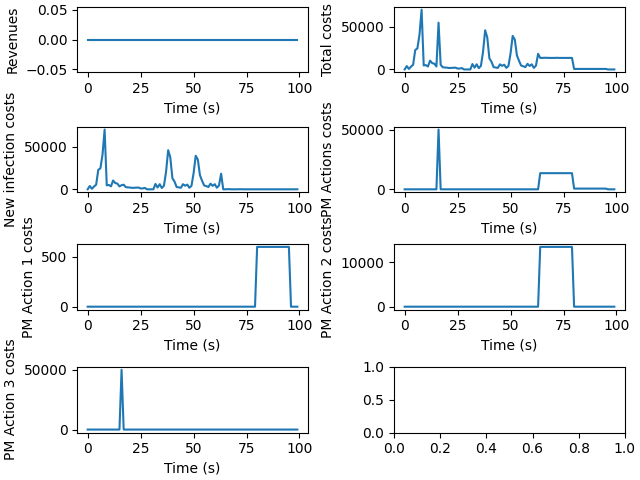 Revenues
0.05
0.00
−0.05
0 25 50 75 100
Time (s)
Total costs
50000
0
0 25 50 75 100
Time (s)
New infection costs
50000
0
0 25 50 75 100
Time (s)
PM Actions costs
50000
0
0 25 50 75 100
Time (s)
PM Action 1 costs
500
0
0 25 50 75 100
Time (s)
PM Action 2 costs
10000
0
0 25 50 75 100
Time (s)
PM Action 3 costs
50000
0
0 25 50 75 100
Time (s)
1.0
0.5
0.0
0.0 0.2 0.4 0.6 0.8 1.0